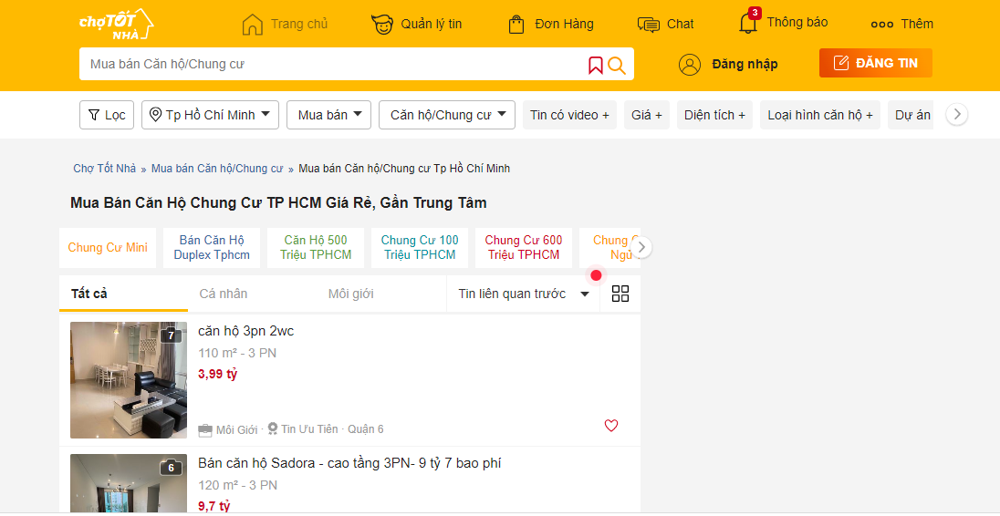 chợTỐT NHÀ
Trang chủ
Quản lý tin
Đơn Hàng
Chat
3
Thông báo
Thêm
Mua bán Căn hộ/Chung cư
Đăng nhập
ĐĂNG TIN
Lọc
Tp Hồ Chí Minh
Mua bán
Căn hộ/Chung cư
Tin có video +
Giá +
Diện tích +
Loại hình căn hộ +
Dự án
Chợ Tốt Nhà » Mua bán Căn hộ/Chung cư » Mua bán Căn hộ/Chung cư Tp Hồ Chí Minh
Mua Bán Căn Hộ Chung Cư TP HCM Giá Rẻ, Gần Trung Tâm
Chung Cư Mini
Bán Căn Hộ
Duplex Tphcm
Căn Hộ 500
Triệu TPHCM
Chung Cư 100
Triệu TPHCM
Chung Cư 600
Triệu TPHCM
Chung C
Ngủ
Tất cả
Cá nhân
Môi giới
Tin liên quan trước
7
căn hộ 3pn 2wc
110 m² - 3 PN
3,99 tỷ
Môi Giới · Tin Ưu Tiên · Quận 6
6
Bán căn hộ Sadora - cao tầng 3PN- 9 tỷ 7 bao phí
120 m² - 3 PN
9,7 tỷ